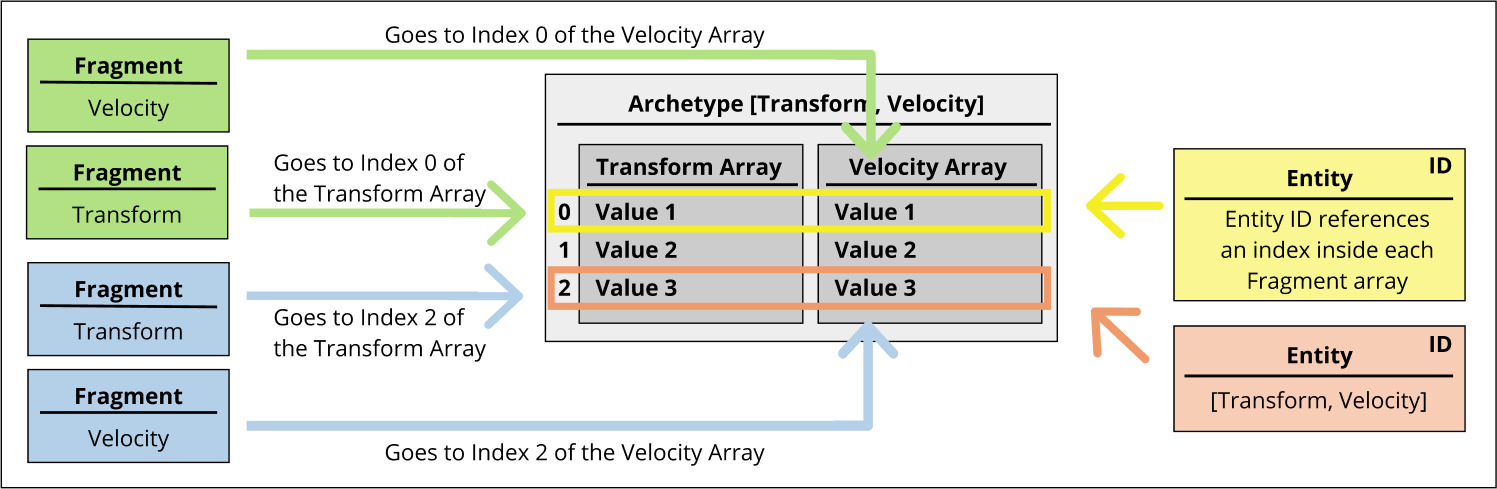 Goes to Index 0 of the Velocity Array
Fragment
Velocity
Fragment
Transform
Goes to Index 0 of
the Transform Array
Fragment
Transform
Goes to Index 2 of
the Transform Array
Fragment
Velocity
Goes to Index 2 of the Velocity Array
Archetype [Transform, Velocity]
Transform Array Velocity Array
0 Value 1 Value 1
1 Value 2 Value 2
2 Value 3 Value 3
ID
Entity
Entity ID references
an index inside each
Fragment array
ID
Entity
[Transform, Velocity]